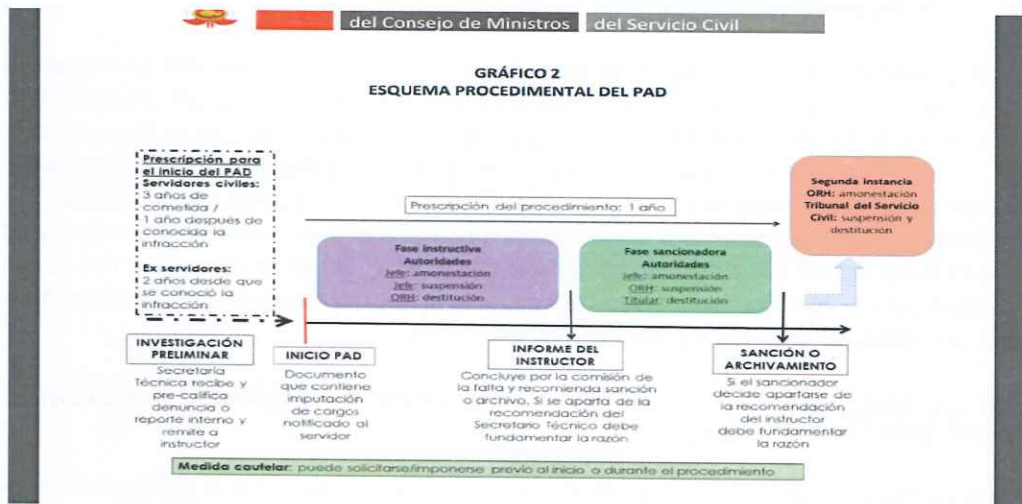 del Consejo de Ministros
del Servicio Civil
GRÁFICO 2
ESQUEMA PROCEDIMENTAL DEL PAD
Prescripción para
el inicio del PAD
Servidores civiles:
3 años de
cometida /
1 año después de
conocida la
infracción
Ex servidores:
2 años desde que
se conoció la
infracción
Prescripción del procedimiento: 1 año
Segunda instancia
ORH: amonestación
Tribunal del Servicio
Civil: suspensión y
destitución
Fase instructiva
Autoridades
Jefe: amonestación
Jefe: suspensión
ORH: destitución
Fase sancionadora
Autoridades
Jefe: amonestación
ORH: suspensión
Titular: destitución
INVESTIGACIÓN
PRELIMINAR
Secretaría
Técnica recibe y
pre-califica
denuncia o
reporte interno y
remite a
instructor
INICIO PAD
Documento
que contiene
imputación
de cargos
notificado al
servidor
INFORME DEL
INSTRUCTOR
Concluye por la comisión de
la falta y recomienda sanción
o archivo. Si se aparta de la
recomendación del
Secretario Técnico debe
fundamentar la razón
SANCIÓN O
ARCHIVAMIENTO
Si el sancionador
decide apartarse de
la recomendación
del instructor
debe fundamentar
la razón
Medida cautelar: puede solicitarse/imponerse previo al inicio o durante el procedimiento